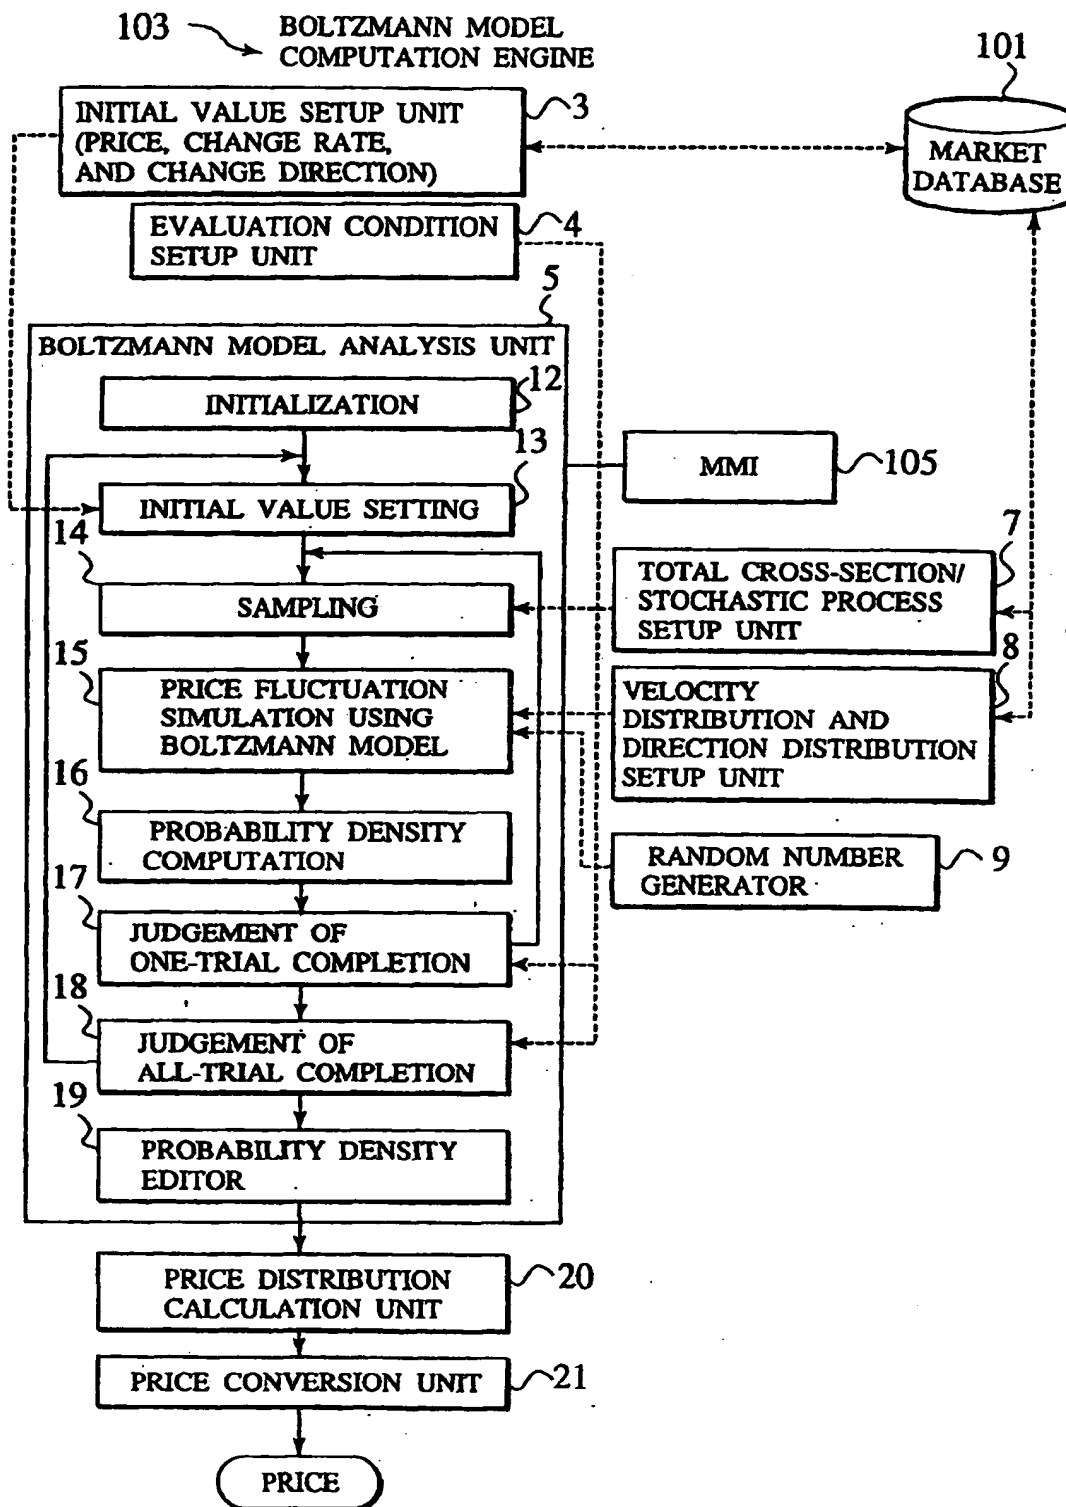 103
BOLTZMANN MODEL
COMPUTATION ENGINE
101
MARKET
DATABASE
INITIAL VALUE SETUP UNIT
(PRICE, CHANGE RATE,
AND CHANGE DIRECTION)
3
EVALUATION CONDITION
SETUP UNIT
4
5
BOLTZMANN MODEL ANALYSIS UNIT
INITIALIZATION
12
13
INITIAL VALUE SETTING
MMI
105
14
SAMPLING
7
TOTAL CROSS-SECTION/
STOCHASTIC PROCESS
SETUP UNIT
15
PRICE FLUCTUATION
SIMULATION USING
BOLTZMANN MODEL
8
VELOCITY
DISTRIBUTION AND
DIRECTION DISTRIBUTION
SETUP UNIT
16
PROBABILITY DENSITY
COMPUTATION
RANDOM NUMBER
GENERATOR
9
17
JUDGEMENT OF
ONE-TRIAL COMPLETION
18
JUDGEMENT OF
ALL-TRIAL COMPLETION
19
PROBABILITY DENSITY
EDITOR
PRICE DISTRIBUTION
CALCULATION UNIT
20
PRICE CONVERSION UNIT
21
PRICE